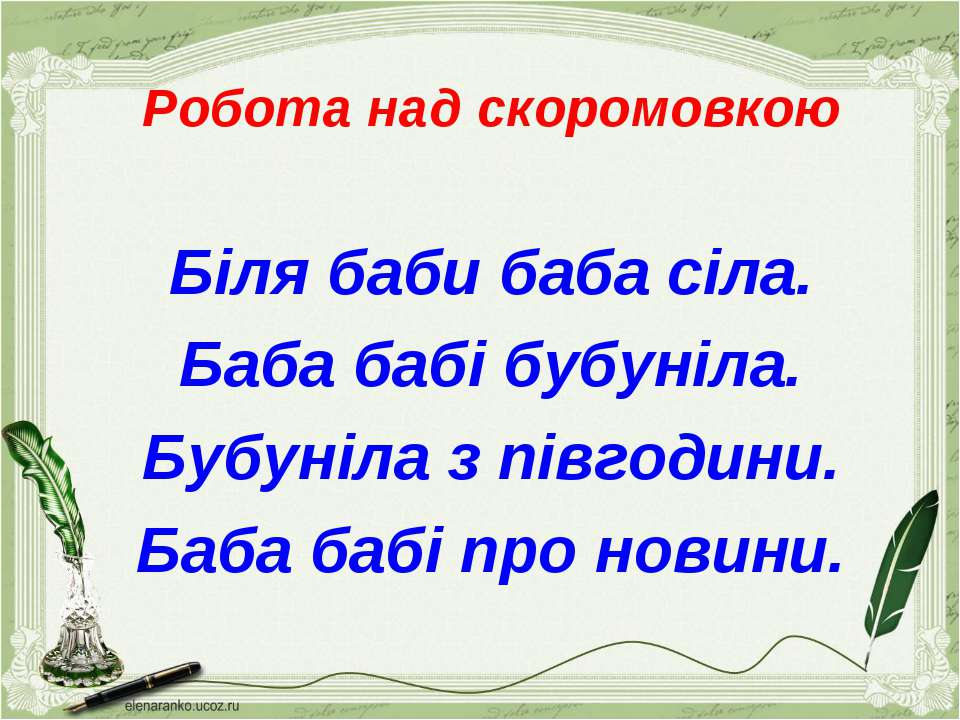 Робота над скоромовкою
Біля баби баба сіла.
Баба бабі бубуніла.
Бубуніла з півгодини.
Баба бабі про новини.
elenaranko.ucoz.ru